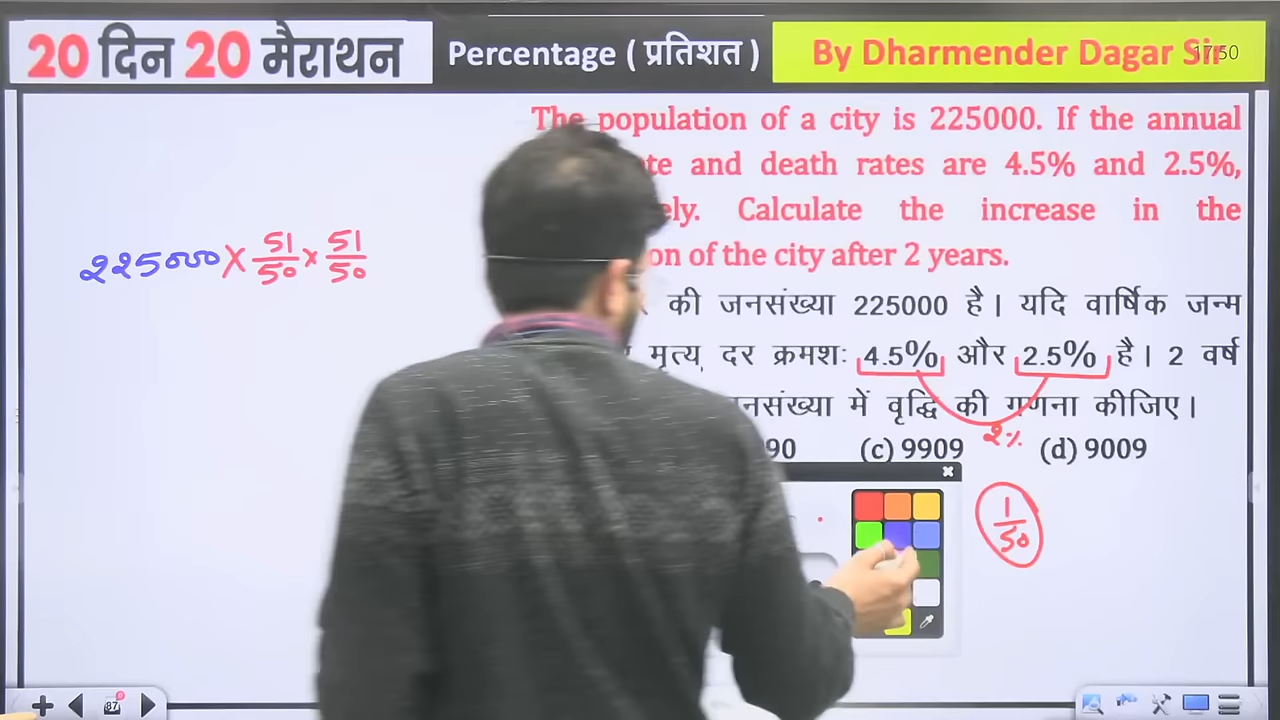 20 दिन 20 मैराथन
Percentage ( प्रतिशत )
By Dharmender Dagar Sir
17:50
The population of a city is 225000. If the annual
te and death rates are 4.5% and 2.5%,
ely. Calculate the increase in the
on of the city after 2 years.
की जनसंख्या 225000 है। यदि वार्षिक जन्म
मृत्य दर क्रमशः 4.5% और 2.5% है। 2 वर्ष
नसंख्या में वृद्धि की गणना कीजिए।
2%
90 (c) 9909 (d) 9009
225000 × 51/50 × 51/50
1/50
87